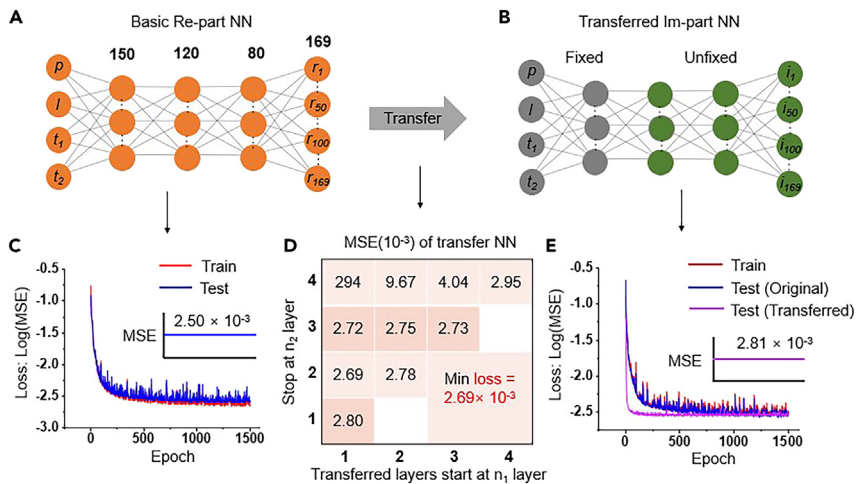 A
Basic Re-part NN
150
120
80
169
p
l
t1
t2
r1
r50
r100
r169
Transfer
B
Transferred Im-part NN
Fixed
Unfixed
p
l
t1
t2
i1
i50
i100
i169
C
Loss: Log(MSE)
-0.5
-1.0
-1.5
-2.0
-2.5
-3.0
Train
Test
MSE
2.50 × 10-3
0
500
1000
1500
Epoch
D
MSE(10-3) of transfer NN
Stop at n2 layer
4
294
9.67
4.04
2.95
3
2.72
2.75
2.73
2
2.69
2.78
Min loss =
2.69× 10-3
1
2.80
1
2
3
4
Transferred layers start at n1 layer
E
Loss: Log(MSE)
-0.5
-1.0
-1.5
-2.0
-2.5
Train
Test (Original)
Test (Transferred)
MSE
2.81 × 10-3
0
500
1000
1500
Epoch